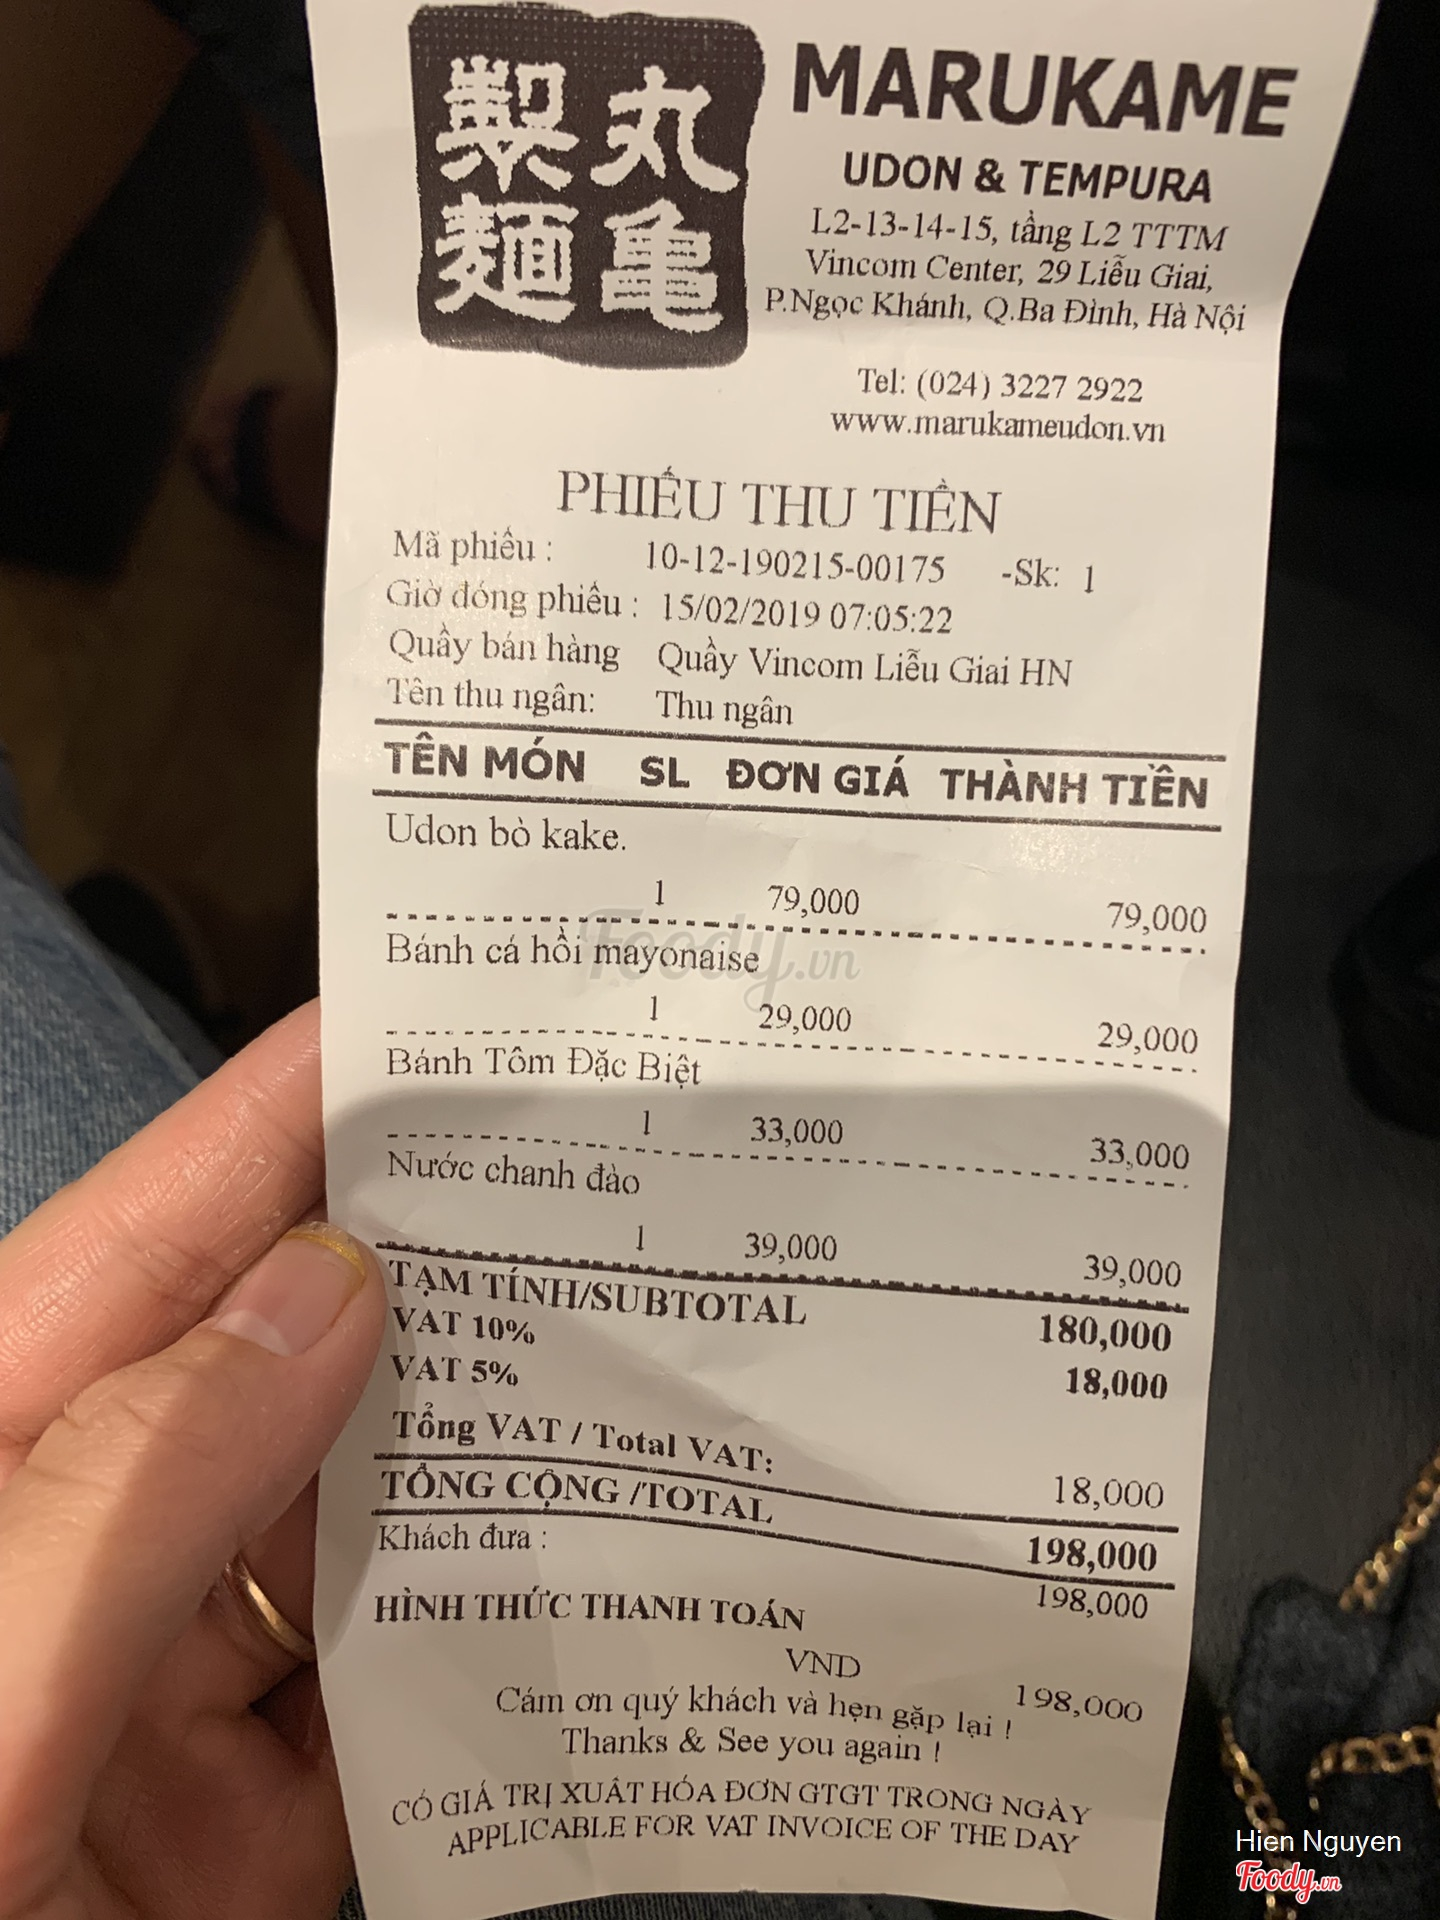 丸亀製麺
MARUKAME
UDON & TEMPURA
L2-13-14-15, tầng L2 TTTM
Vincom Center, 29 Liễu Giai,
P.Ngọc Khánh, Q.Ba Đình, Hà Nội
Tel: (024) 3227 2922
www.marukameudon.vn
PHIẾU THU TIỀN
Mã phiếu : 10-12-190215-00175 -Sk: 1
Giờ đóng phiếu : 15/02/2019 07:05:22
Quầy bán hàng Quầy Vincom Liễu Giai HN
Tên thu ngân: Thu ngân
TÊN MÓN SL ĐƠN GIÁ THÀNH TIỀN
Udon bò kake.
1 79,000 79,000
Bánh cá hồi mayonaise
1 29,000 29,000
Bánh Tôm Đặc Biệt
1 33,000 33,000
Nước chanh đào
1 39,000 39,000
TẠM TÍNH/SUBTOTAL 180,000
VAT 10% 18,000
VAT 5%
Tổng VAT / Total VAT: 18,000
TỔNG CỘNG /TOTAL 198,000
Khách đưa : 198,000
HÌNH THỨC THANH TOÁN
VND 198,000
Cám ơn quý khách và hẹn gặp lại !
Thanks & See you again !
CÓ GIÁ TRỊ XUẤT HÓA ĐƠN GTGT TRONG NGÀY
APPLICABLE FOR VAT INVOICE OF THE DAY
Foody.vn
Hien Nguyen
Foody.vn